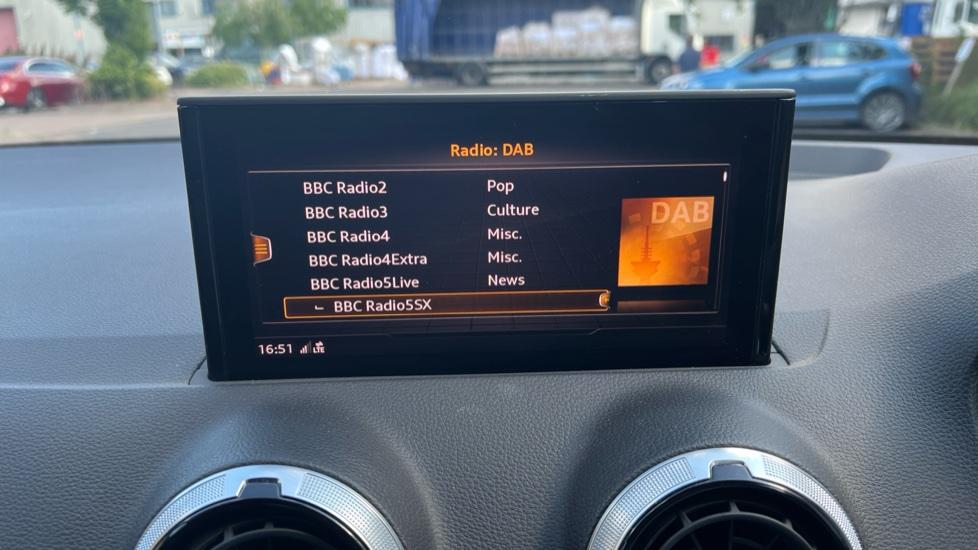 Radio: DAB
BBC Radio2 Pop
BBC Radio3 Culture
BBC Radio4 Misc.
BBC Radio4Extra Misc.
BBC Radio5Live News
BBC Radio5SX
DAB
16:51 LTE